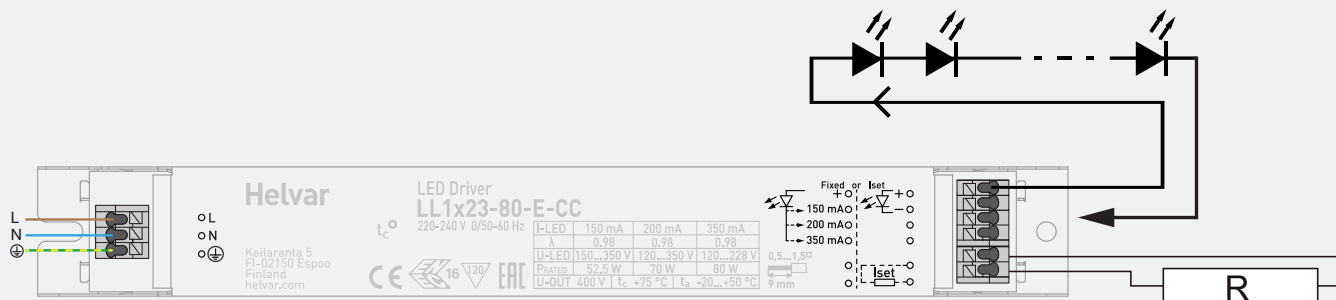 L
N
L
N
Helvar
Keilaranta 5
FI-02150 Espoo
Finland
helvar.com
tc°
LED Driver
LL1x23-80-E-CC
220-240 V 0/50-60 Hz
I-LED 150 mA 200 mA 350 mA
λ 0.98 0.98 0.98
U-LED 150...350 V 120...350 V 120...228 V
PRATED 52,5 W 70 W 80 W
U-OUT 400 V tc +75 °C ta -20...+50 °C
CE 16 120 EAC
0,5...1,5□
9 mm
Fixed or Iset
+ +
150 mA −
200 mA
350 mA
Iset
R